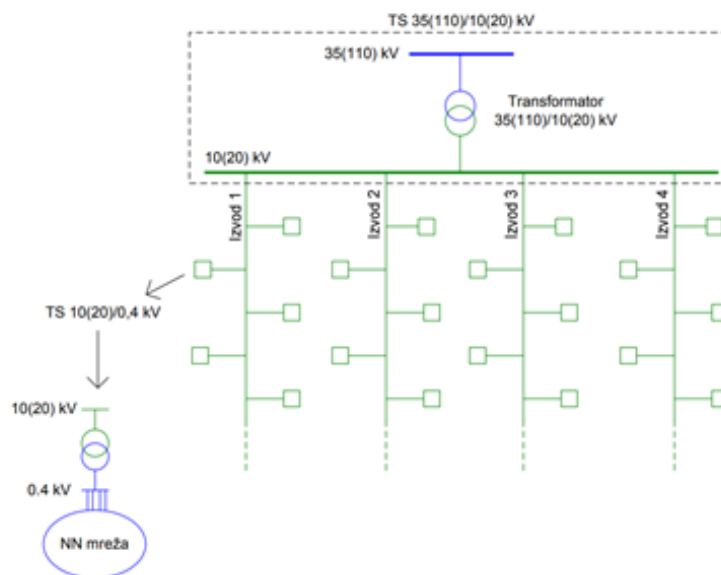 TS 35(110)/10(20) kV
35(110) kV
Transformator
35(110)/10(20) kV
10(20) kV
Izvod 1
Izvod 2
Izvod 3
Izvod 4
TS 10(20)/0,4 kV
10(20) kV
0.4 kV
NN mreža